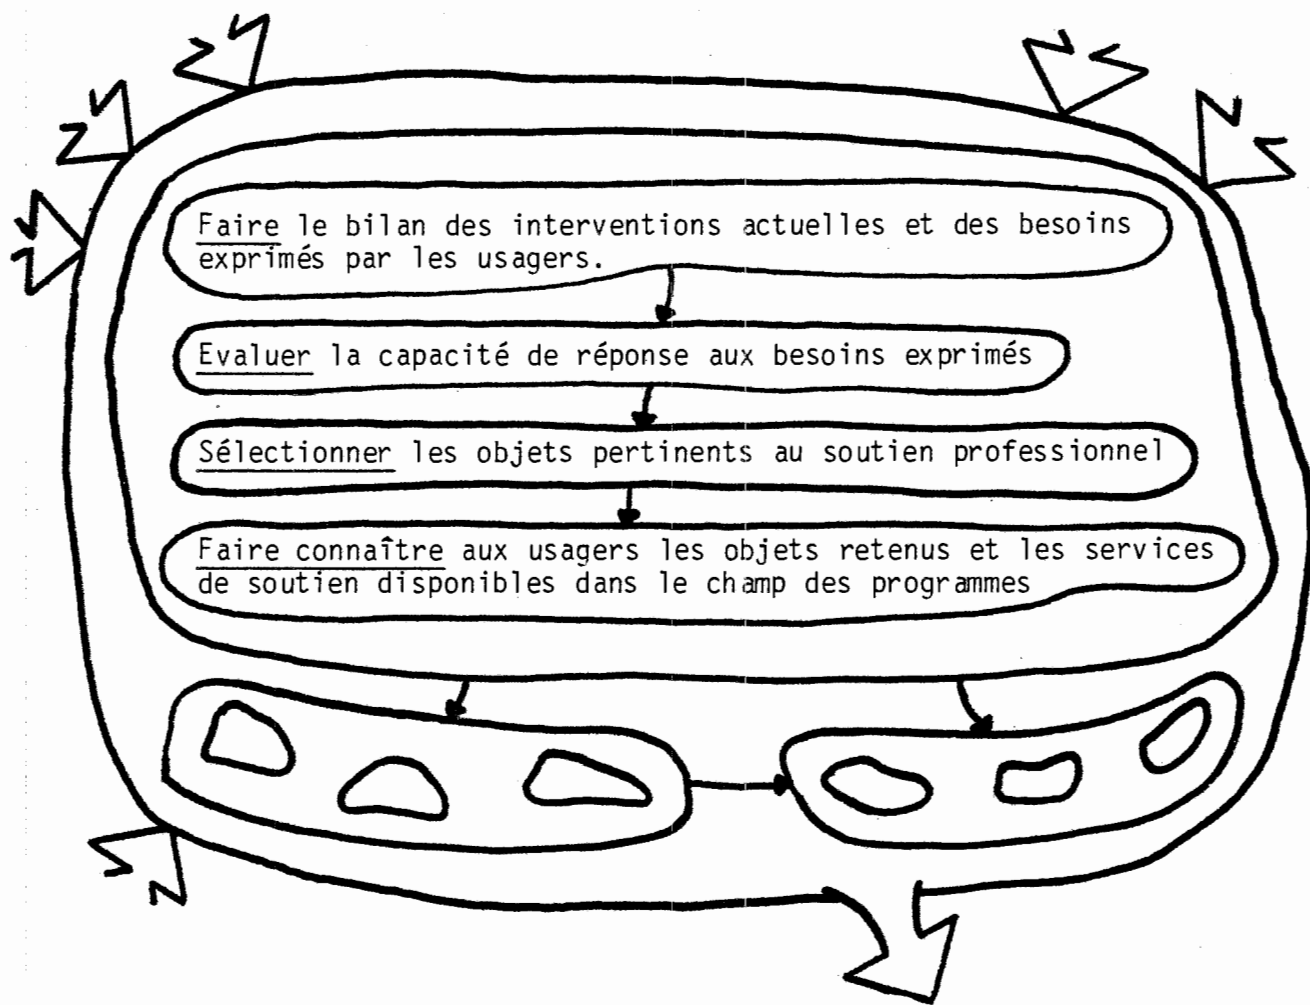 Faire le bilan des interventions actuelles et des besoins
exprimés par les usagers.
Evaluer la capacité de réponse aux besoins exprimés
Sélectionner les objets pertinents au soutien professionnel
Faire connaître aux usagers les objets retenus et les services
de soutien disponibles dans le champ des programmes